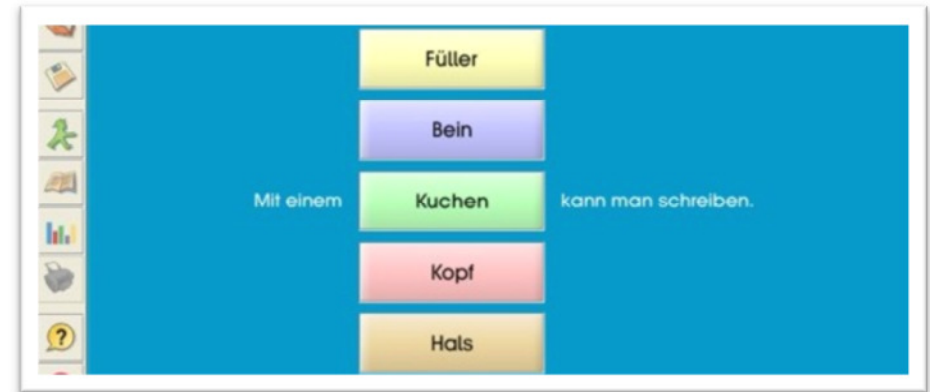 Füller
Bein
Mit einem Kuchen kann man schreiben.
Kopf
Hals
?